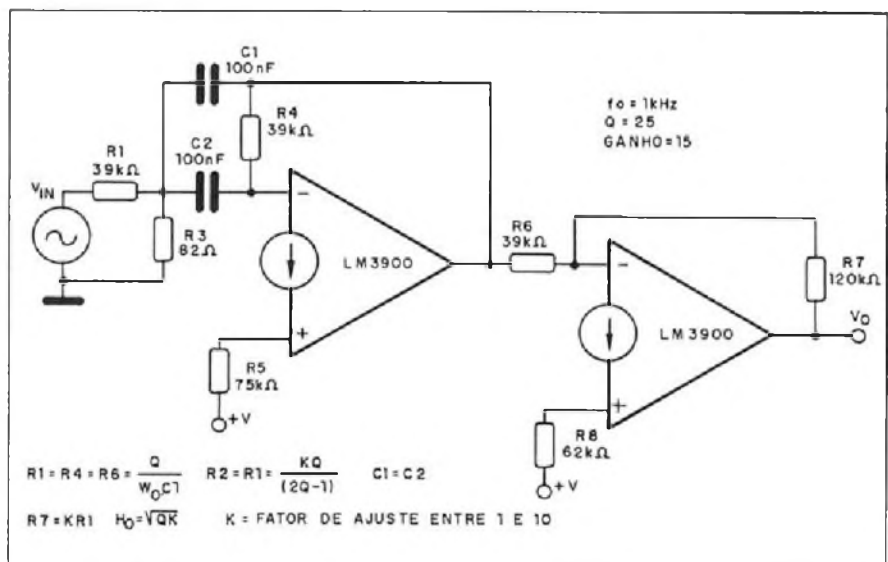 C1
100nF
R4
39kΩ
C2
100nF
R1
39kΩ
VIN
R3
82Ω
LM3900
R5
75kΩ
+V
fo = 1kHz
Q = 25
GANHO = 15
R6
39kΩ
R7
120kΩ
LM3900
VO
R8
62kΩ
+V
R1 = R4 = R6 = Q / WOC1 R2 = R1 = KQ / (2Q-1) C1 = C2
R7 = KR1 HO = √QK K = FATOR DE AJUSTE ENTRE 1 E 10